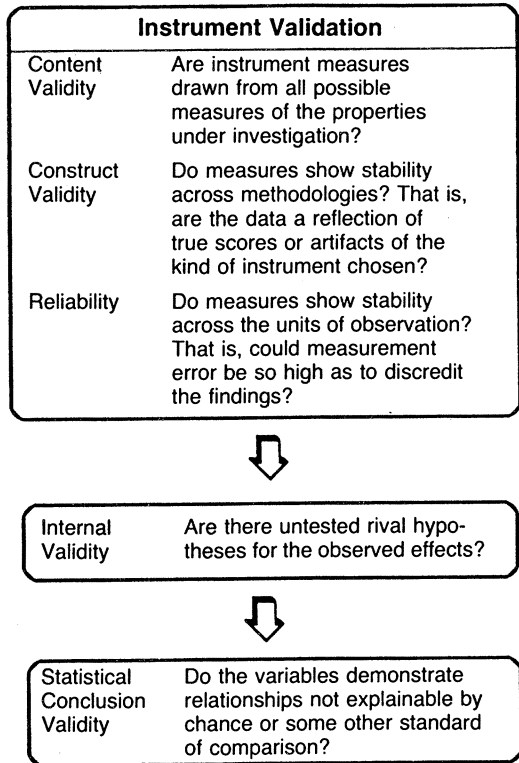 Instrument Validation
Content Validity
Are instrument measures
drawn from all possible
measures of the properties
under investigation?
Construct Validity
Do measures show stability
across methodologies? That is,
are the data a reflection of
true scores or artifacts of the
kind of instrument chosen?
Reliability
Do measures show stability
across the units of observation?
That is, could measurement
error be so high as to discredit
the findings?
Internal
Validity
Are there untested rival hypo-
theses for the observed effects?
Statistical
Conclusion
Validity
Do the variables demonstrate
relationships not explainable by
chance or some other standard
of comparison?